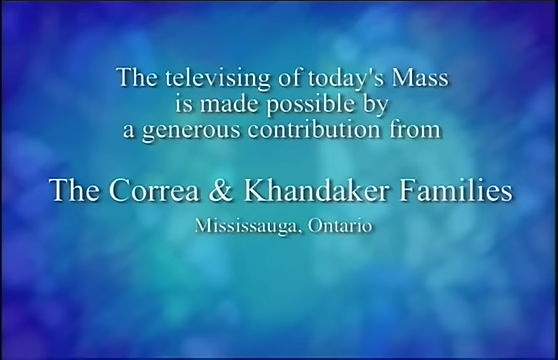 The televising of today's Mass
is made possible by
a generous contribution from
The Correa & Khandaker Families
Mississauga, Ontario